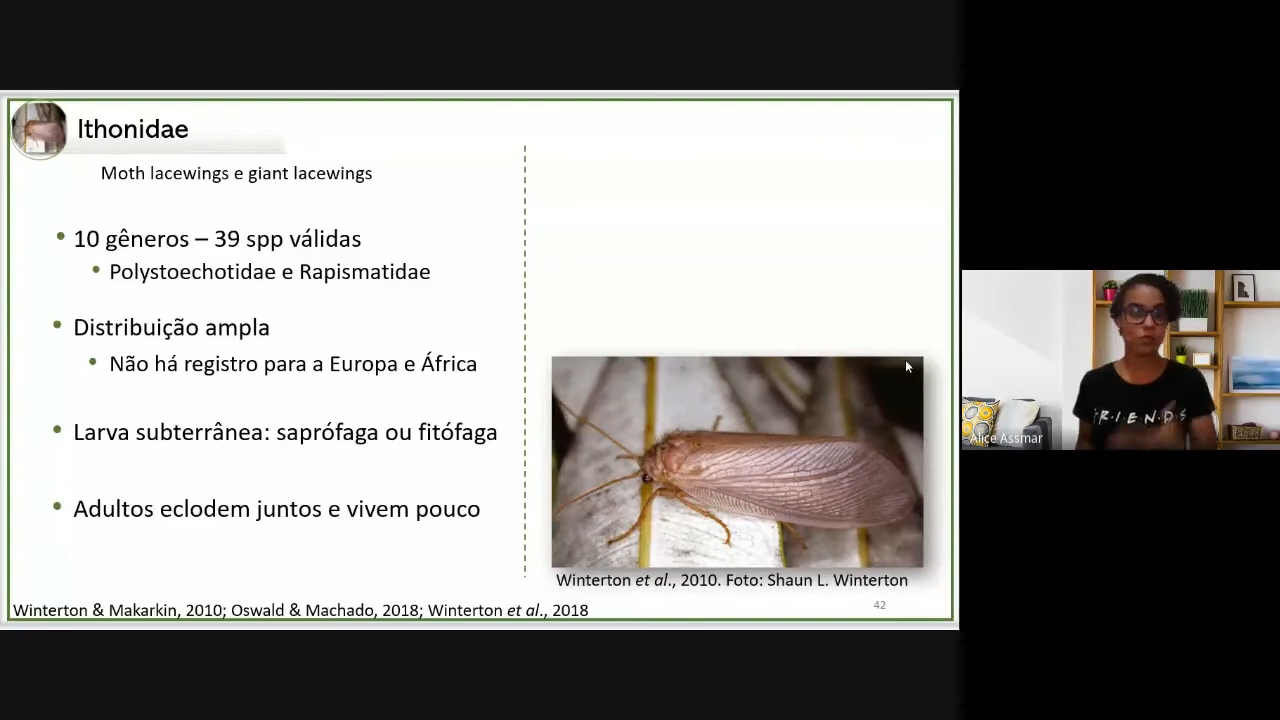 Ithonidae
Moth lacewings e giant lacewings
• 10 gêneros – 39 spp válidas
• Polystoechotidae e Rapismatidae
• Distribuição ampla
• Não há registro para a Europa e África
• Larva subterrânea: saprófaga ou fitófaga
• Adultos eclodem juntos e vivem pouco
Winterton et al., 2010. Foto: Shaun L. Winterton
42
Winterton & Makarkin, 2010; Oswald & Machado, 2018; Winterton et al., 2018
F·R·I·E·N·D·S
Alice Assmar